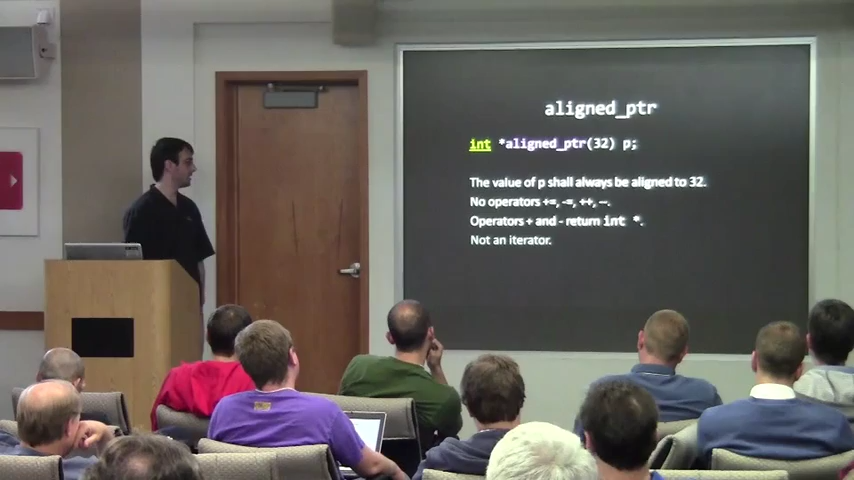 aligned_ptr
int *aligned_ptr(32) p;
The value of p shall always be aligned to 32.
No operators +=, -=, ++, --.
Operators + and - return int *.
Not an iterator.